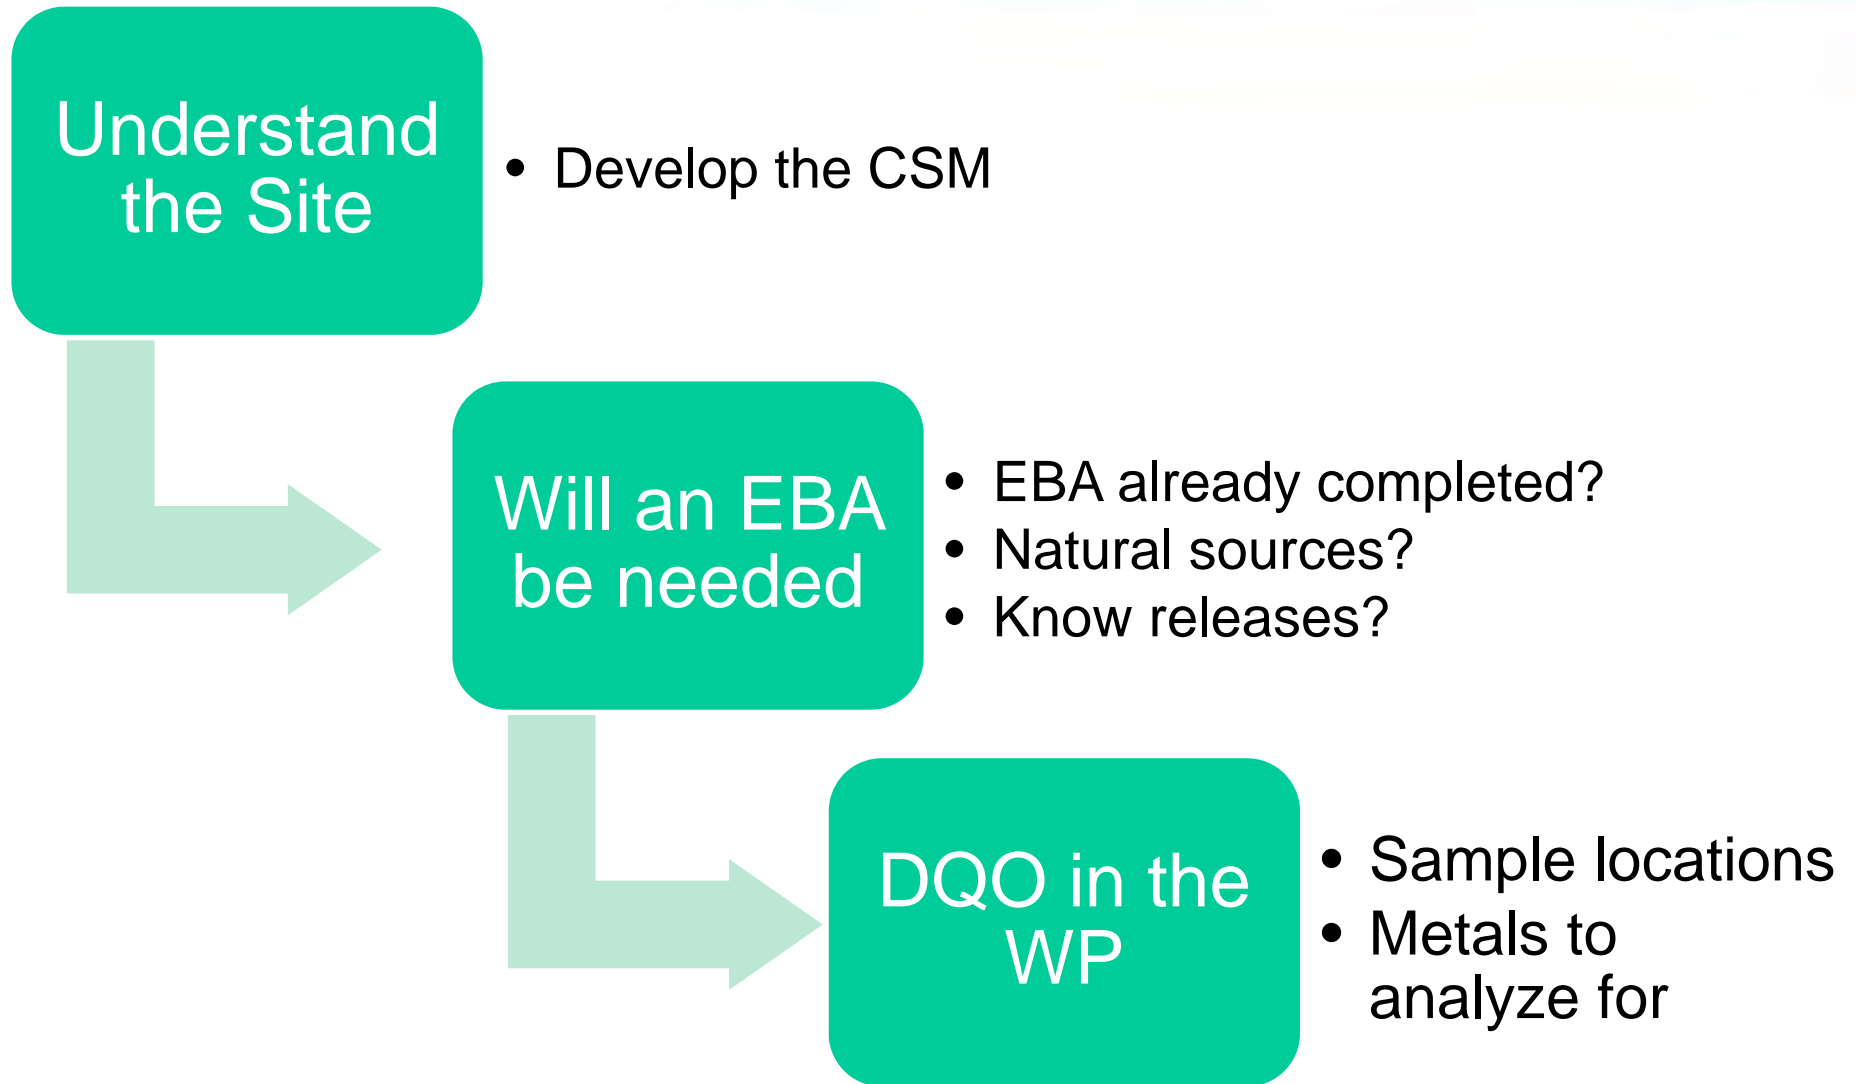 Understand
the Site
• Develop the CSM
Will an EBA
be needed
• EBA already completed?
• Natural sources?
• Know releases?
DQO in the
WP
• Sample locations
• Metals to
analyze for